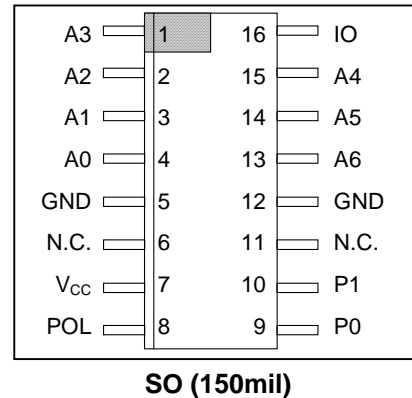 A3 1 16 IO
A2 2 15 A4
A1 3 14 A5
A0 4 13 A6
GND 5 12 GND
N.C. 6 11 N.C.
VCC 7 10 P1
POL 8 9 P0
SO (150mil)